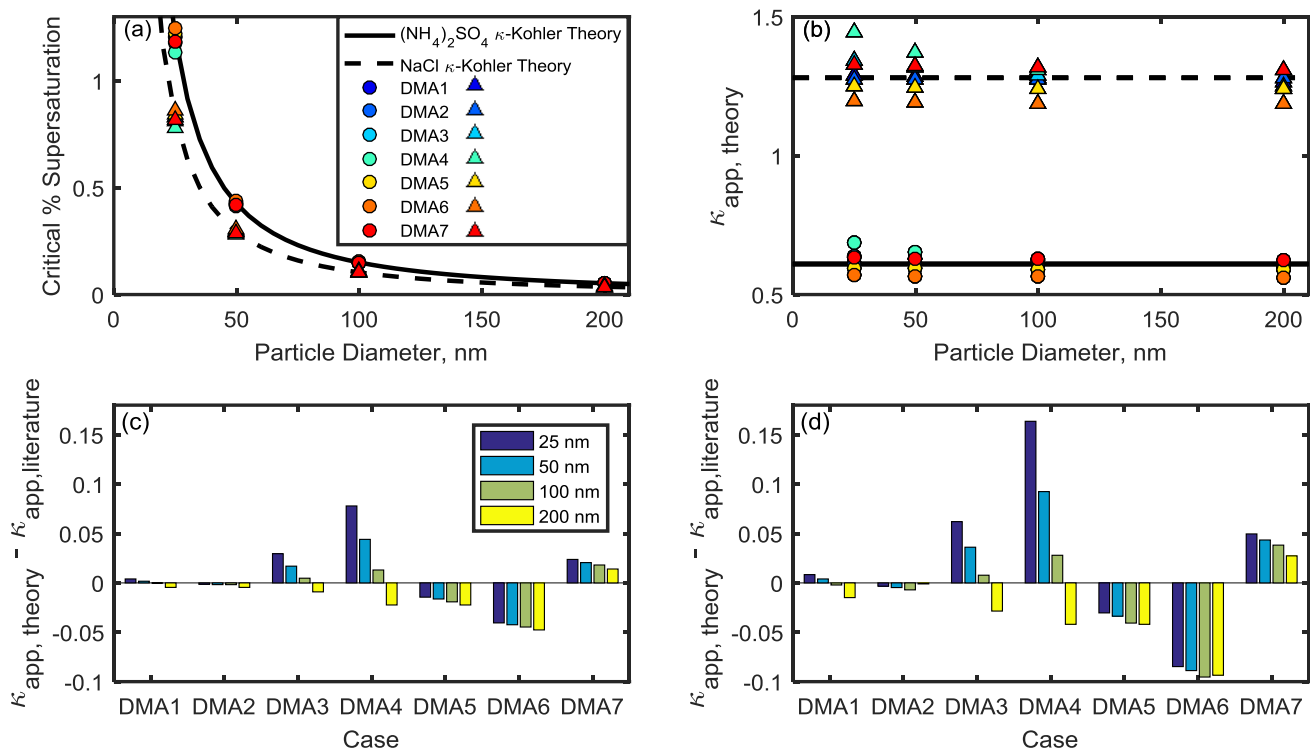 (a)
Critical % Supersaturation
1
0.5
0
0
50
100
150
200
Particle Diameter, nm
(NH4)2SO4 κ-Kohler Theory
NaCl κ-Kohler Theory
DMA1
DMA2
DMA3
DMA4
DMA5
DMA6
DMA7
(b)
κapp, theory
1.5
1
0.5
0
50
100
150
200
Particle Diameter, nm
(c)
κapp, theory - κapp,literature
0.15
0.1
0.05
0
-0.05
-0.1
25 nm
50 nm
100 nm
200 nm
DMA1 DMA2 DMA3 DMA4 DMA5 DMA6 DMA7
Case
(d)
κapp, theory - κapp,literature
0.15
0.1
0.05
0
-0.05
-0.1
DMA1 DMA2 DMA3 DMA4 DMA5 DMA6 DMA7
Case